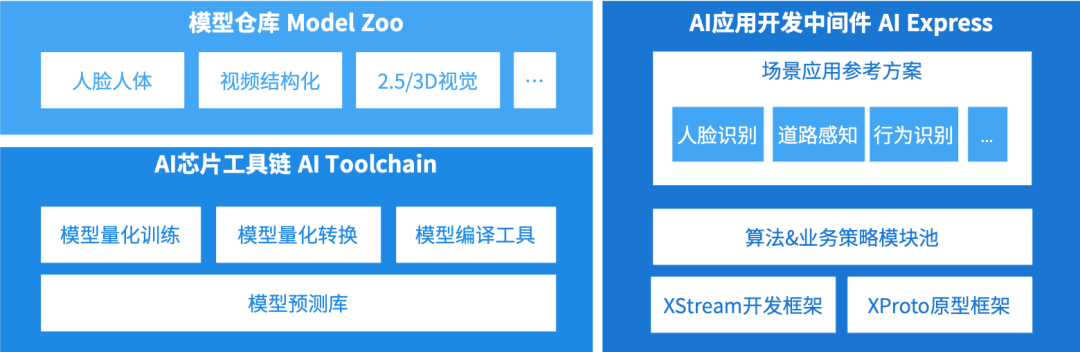 模型仓库 Model Zoo
人脸人体
视频结构化
2.5/3D视觉
...
AI芯片工具链 AI Toolchain
模型量化训练
模型量化转换
模型编译工具
模型预测库
AI应用开发中间件 AI Express
场景应用参考方案
人脸识别
道路感知
行为识别
...
算法&业务策略模块池
XStream开发框架
XProto原型框架